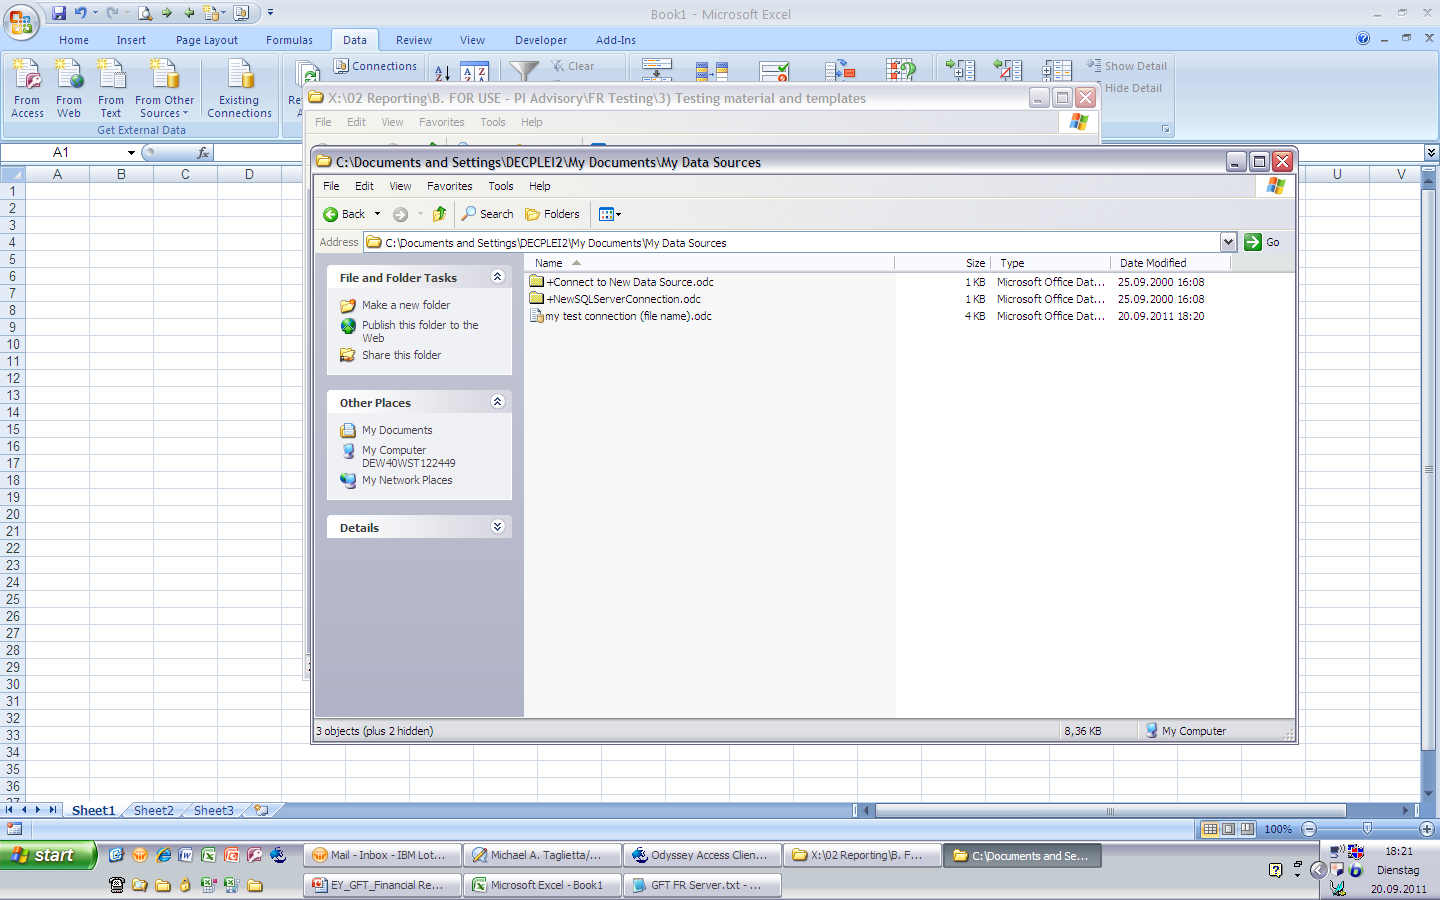 Book1 - Microsoft Excel
Home Insert Page Layout Formulas Data Review View Developer Add-Ins
Connections
Clear
Show Detail
Hide Detail
From Access
From Web
From Text
From Other Sources
Existing Connections
Get External Data
X:\02 Reporting\B. FOR USE - PI Advisory\FR Testing\3) Testing material and templates
File Edit View Favorites Tools Help
A1
fx
A B C D U V
C:\Documents and Settings\DECPLEI2\My Documents\My Data Sources
File Edit View Favorites Tools Help
Back Search Folders
Address C:\Documents and Settings\DECPLEI2\My Documents\My Data Sources Go
Name Size Type Date Modified
+Connect to New Data Source.odc 1 KB Microsoft Office Dat... 25.09.2000 16:08
+NewSQLServerConnection.odc 1 KB Microsoft Office Dat... 25.09.2000 16:08
my test connection (file name).odc 4 KB Microsoft Office Dat... 20.09.2011 18:20
File and Folder Tasks
Make a new folder
Publish this folder to the
Web
Share this folder
Other Places
My Documents
My Computer
DEW40WST122449
My Network Places
Details
3 objects (plus 2 hidden) 8,36 KB My Computer
1
2
3
4
5
6
7
8
9
10
11
12
13
14
15
16
17
18
19
20
21
22
23
24
25
26
27
28
29
30
31
32
33
34
35
36
37
Sheet1 Sheet2 Sheet3
100%
start
Mail - Inbox - IBM Lot... Michael A. Taglietta/... Odyssey Access Clien... X:\02 Reporting\B. F... C:\Documents and Se...
EY_GFT_Financial Re... Microsoft Excel - Book1 GFT FR Server.txt - ...
18:21
Dienstag
20.09.2011